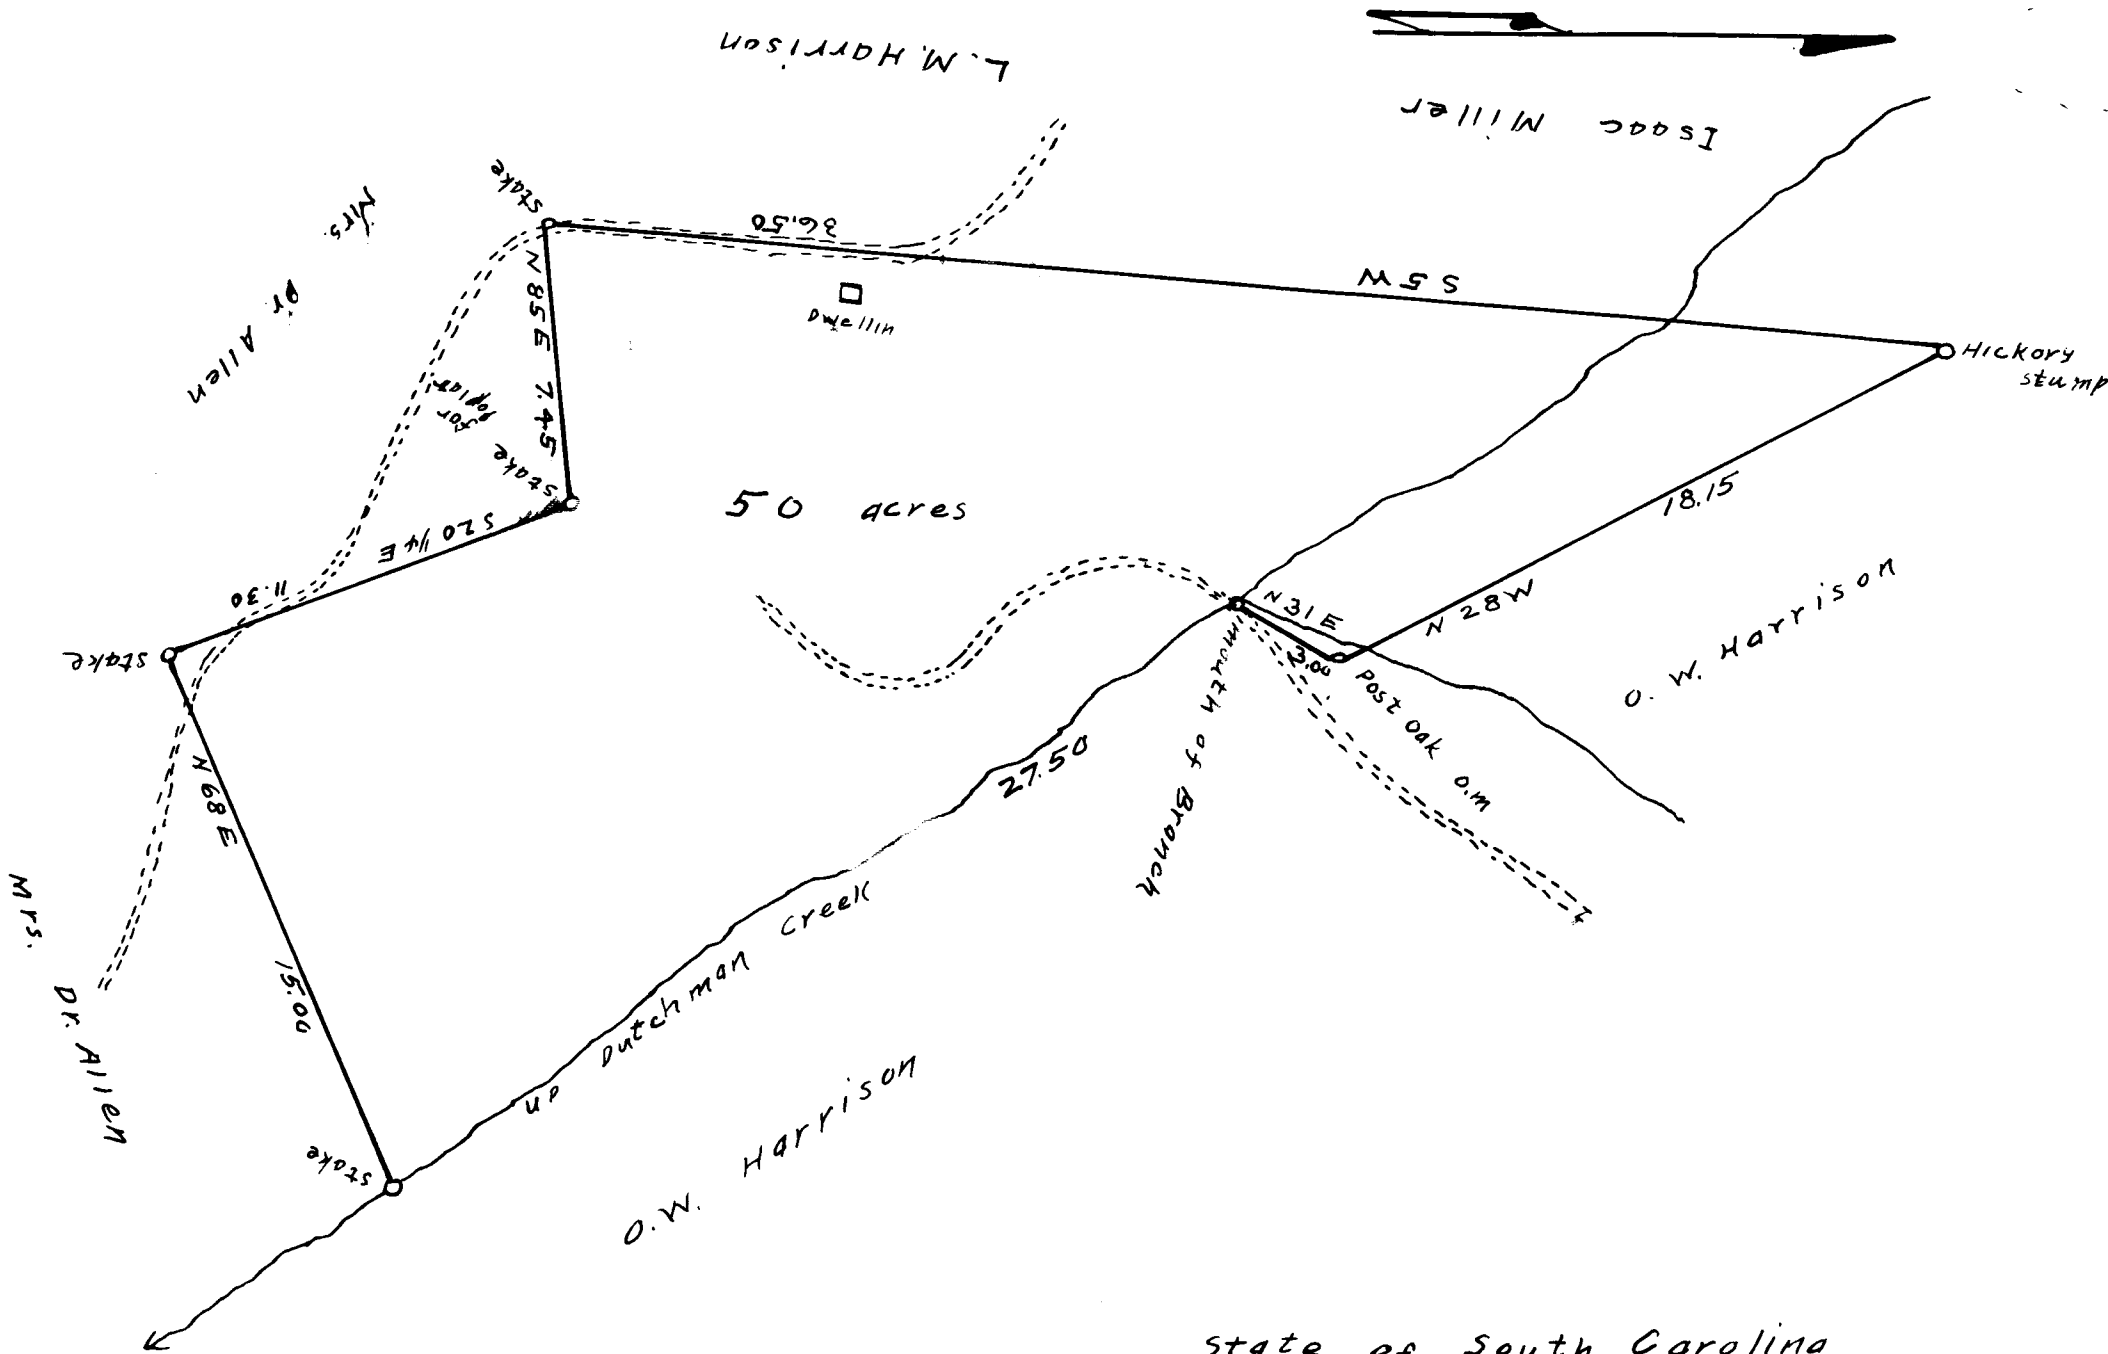 L. M. Harrison
Isaac Miller
Mrs. Dr Allen
stake
36.50
S 5 W
Dwellin
Hickory
stump
N 85 E 7.45
stake
for
poplar
S 20 1/4 E
11.30
stake
50 acres
18.15
N 28 W
O. W. Harrison
N 31 E
3.00
Post Oak O.m
mouth of Branch
27.50
N 68 E
15.00
Mrs. Dr. Allen
up Dutchman Creek
O. W. Harrison
stake
State of South Carolina